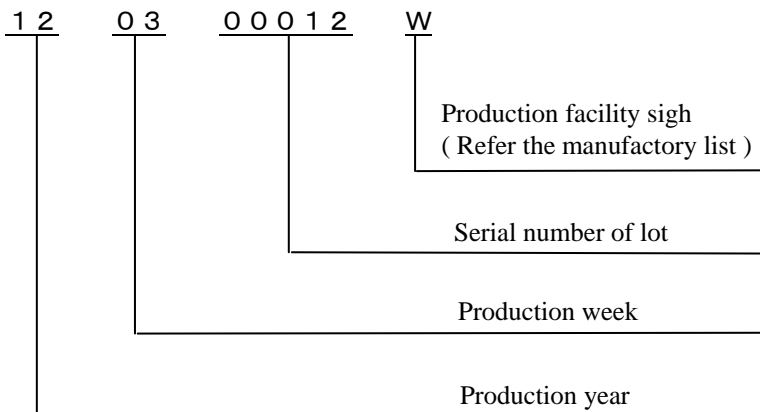 12 03 00012 W
Production facility sigh
( Refer the manufactory list )
Serial number of lot
Production week
Production year